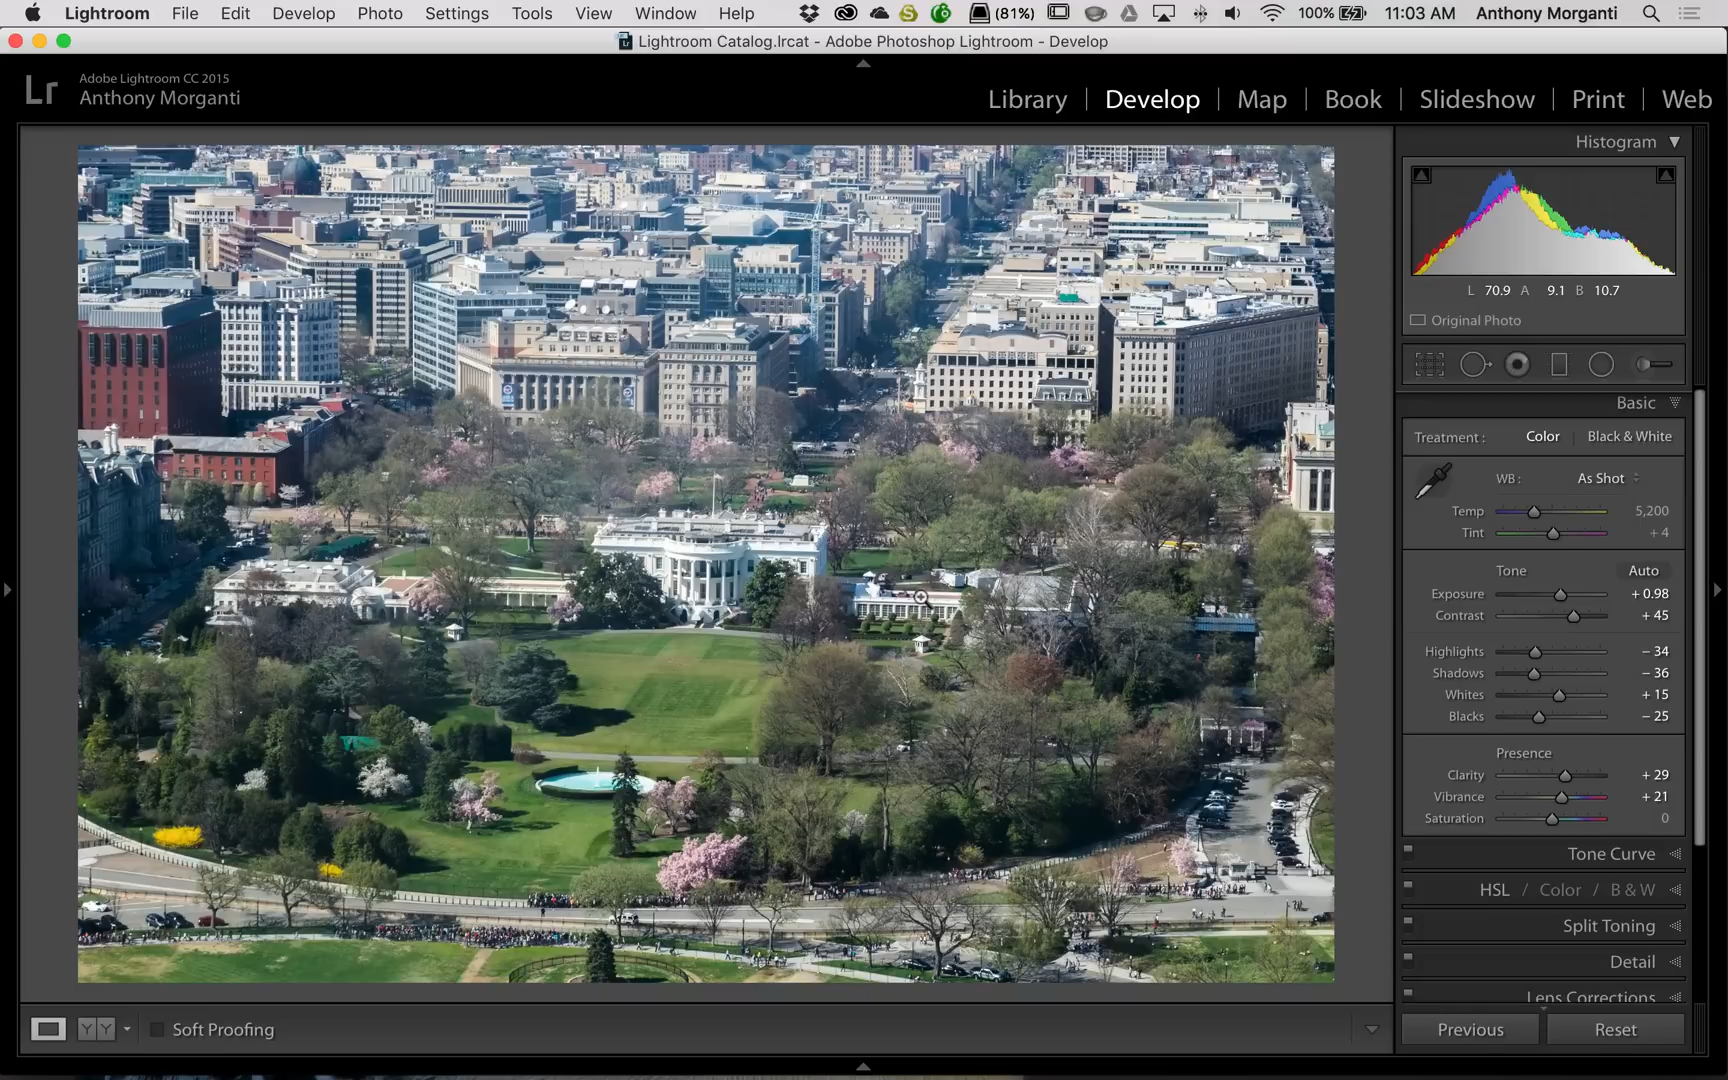 Lightroom File Edit Develop Photo Settings Tools View Window Help (81%) 100% 11:03 AM Anthony Morganti
Lightroom Catalog.lrcat - Adobe Photoshop Lightroom - Develop
Lr
Adobe Lightroom CC 2015
Anthony Morganti
Library | Develop | Map | Book | Slideshow | Print | Web
Histogram
L 70.9 A 9.1 B 10.7
Original Photo
Basic
Treatment : Color | Black & White
WB : As Shot
Temp 5,200
Tint + 4
Tone Auto
Exposure + 0.98
Contrast + 45
Highlights − 34
Shadows − 36
Whites + 15
Blacks − 25
Presence
Clarity + 29
Vibrance + 21
Saturation 0
Tone Curve
HSL / Color / B & W
Split Toning
Detail
Lens Corrections
Y Y Soft Proofing
Previous Reset